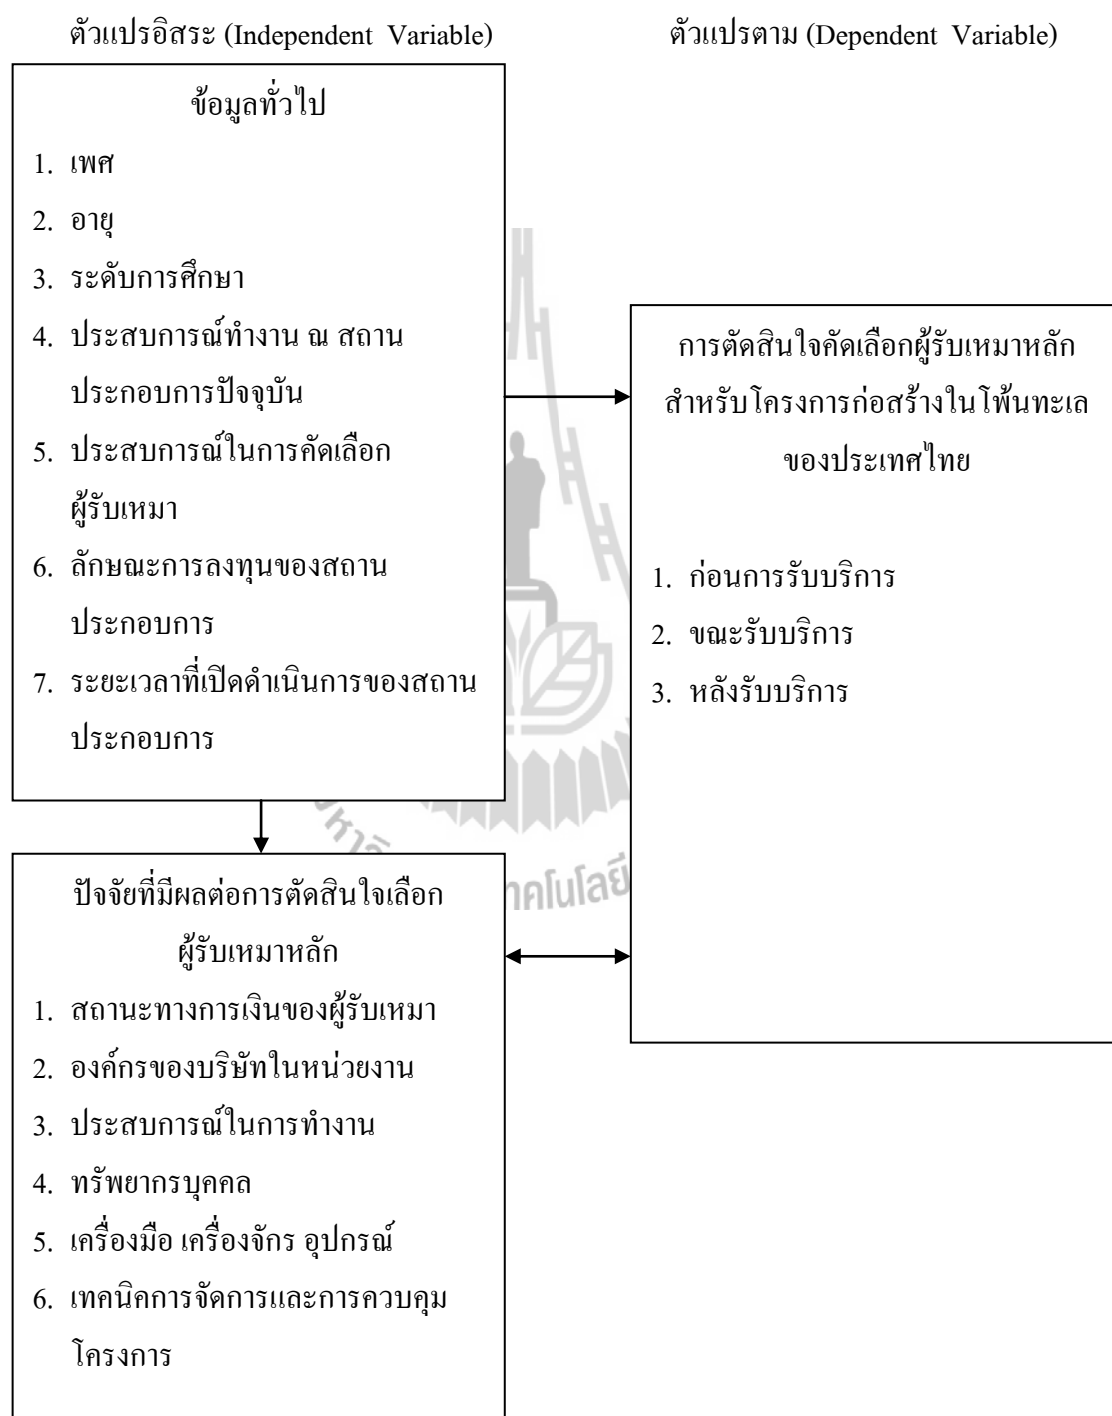 ตัวแปรอิสระ (Independent Variable)
ตัวแปรตาม (Dependent Variable)
ข้อมูลทั่วไป
1. เพศ
2. อายุ
3. ระดับการศึกษา
4. ประสบการณ์ทำงาน ณ สถาน
ประกอบการปัจจุบัน
5. ประสบการณ์ในการคัดเลือก
ผู้รับเหมา
6. ลักษณะการลงทุนของสถาน
ประกอบการ
7. ระยะเวลาที่เปิดดำเนินการของสถาน
ประกอบการ
การตัดสินใจคัดเลือกผู้รับเหมาหลัก
สำหรับโครงการก่อสร้างในโพ้นทะเล
ของประเทศไทย
1. ก่อนการรับบริการ
2. ขณะรับบริการ
3. หลังรับบริการ
ปัจจัยที่มีผลต่อการตัดสินใจเลือก
ผู้รับเหมาหลัก
1. สถานะทางการเงินของผู้รับเหมา
2. องค์กรของบริษัทในหน่วยงาน
3. ประสบการณ์ในการทำงาน
4. ทรัพยากรบุคคล
5. เครื่องมือ เครื่องจักร อุปกรณ์
6. เทคนิคการจัดการและการควบคุม
โครงการ